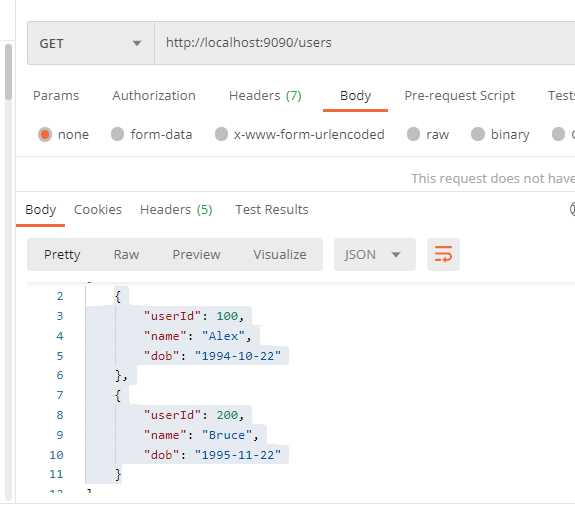 GET http://localhost:9090/users
Params Authorization Headers (7) Body Pre-request Script Tests
none form-data x-www-form-urlencoded raw binary
This request does not have
Body Cookies Headers (5) Test Results
Pretty Raw Preview Visualize JSON
2 {
3 "userId": 100,
4 "name": "Alex",
5 "dob": "1994-10-22"
6 },
7 {
8 "userId": 200,
9 "name": "Bruce",
10 "dob": "1995-11-22"
11 }
12 ]